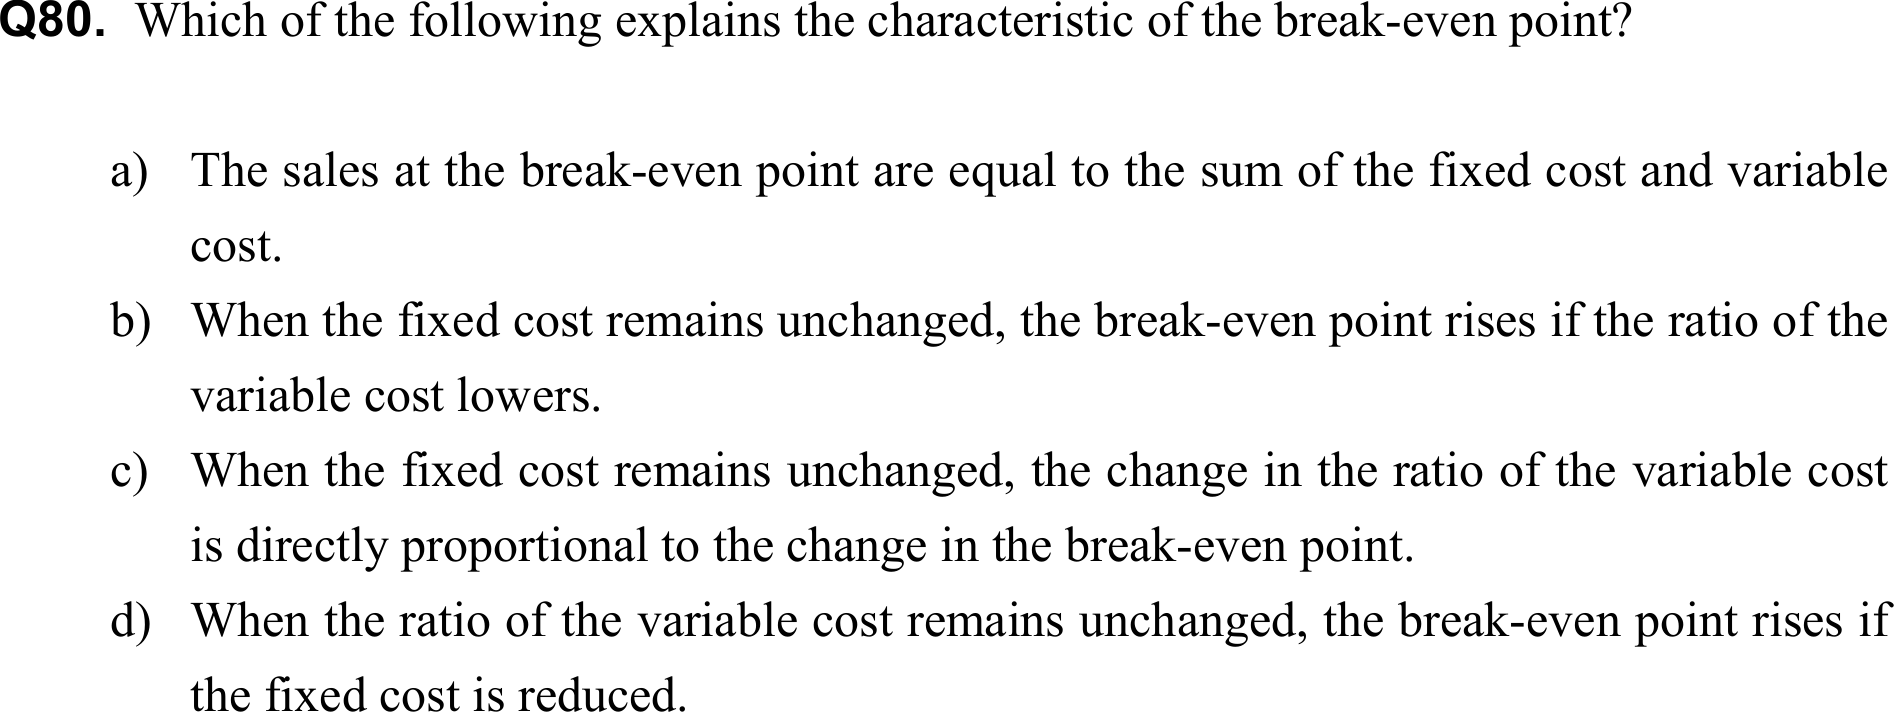 Q80. Which of the following explains the characteristic of the break-even point?
a) The sales at the break-even point are equal to the sum of the fixed cost and variable
cost.
b) When the fixed cost remains unchanged, the break-even point rises if the ratio of the
variable cost lowers.
c) When the fixed cost remains unchanged, the change in the ratio of the variable cost
is directly proportional to the change in the break-even point.
d) When the ratio of the variable cost remains unchanged, the break-even point rises if
the fixed cost is reduced.